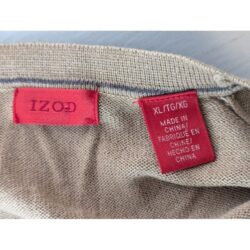 IZOD
XL/TG/XG
MADE IN
CHINA/
FABRIQUÉ EN
CHINE/
HECHO EN
CHINA